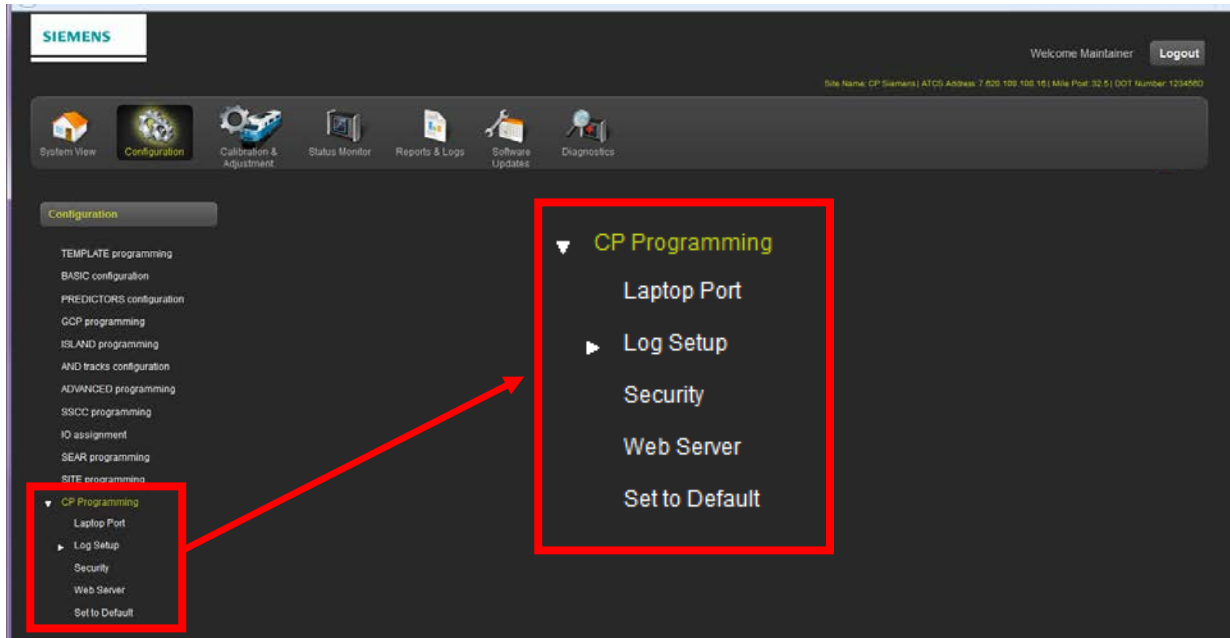 SIEMENS
Welcome Maintainer
Logout
Site Name: CP Siemens | ATCS Address: 7.620.100.100.16 | Mile Post: 32.5 | DOT Number:
System View
Configuration
Calibration &
Adjustment
Status Monitor
Reports & Logs
Software
Updates
Diagnostics
Configuration
TEMPLATE programming
BASIC configuration
PREDICTORS configuration
GCP programming
ISLAND programming
AND tracks configuration
ADVANCED programming
SSCC programming
IO assignment
SEAR programming
SITE programming
CP Programming
Laptop Port
Log Setup
Security
Web Server
Set to Default
CP Programming
Laptop Port
Log Setup
Security
Web Server
Set to Default